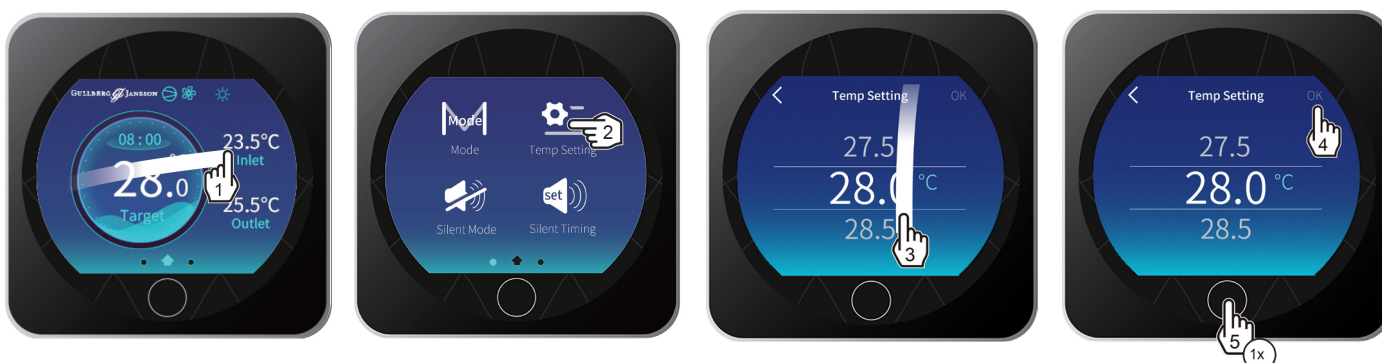 GULLBERG & JANSSON
08:00
23.5°C
Inlet
28.0
Target
25.5°C
Outlet
1
Mode
Mode
Temp Setting
2
set
Silent Mode
Silent Timing
Temp Setting
OK
27.5
28.0 °C
28.5
3
Temp Setting
OK
4
27.5
28.0 °C
28.5
5
1x